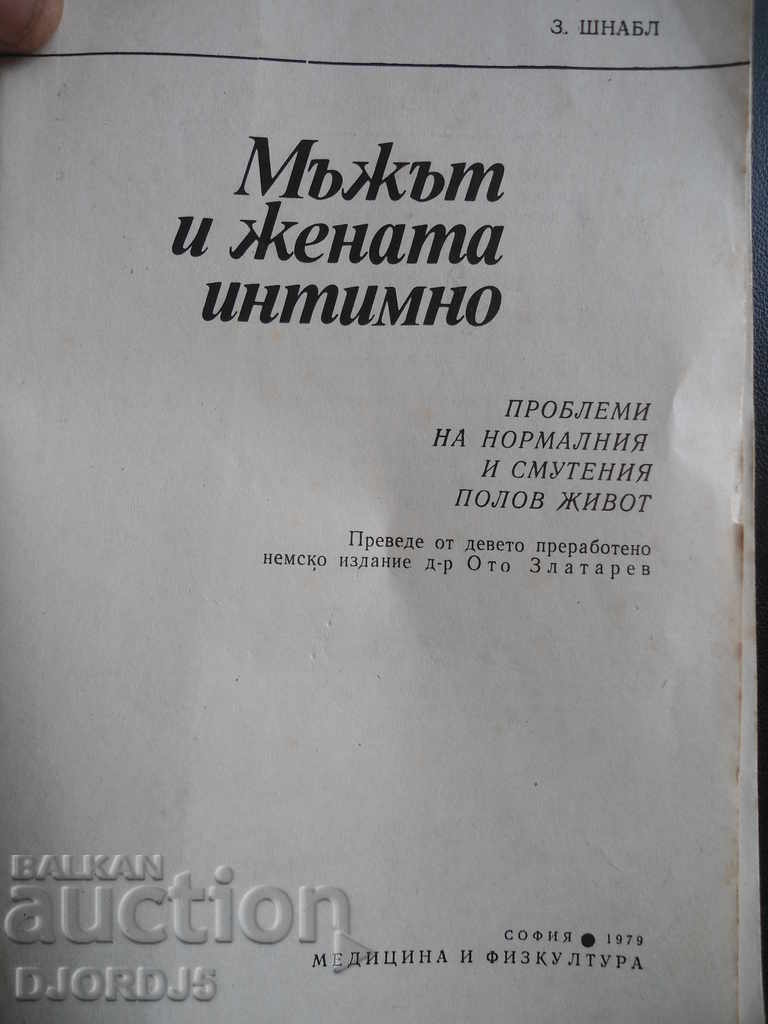 З. ШНАБЛ
Мъжът
и жената
интимно
ПРОБЛЕМИ
НА НОРМАЛНИЯ
И СМУТЕНИЯ
ПОЛОВ ЖИВОТ
Преведе от девето преработено
немско издание д-р Ото Златарев
СОФИЯ ● 1979
МЕДИЦИНА И ФИЗКУЛТУРА
BALKAN
auction
DJORDJ5